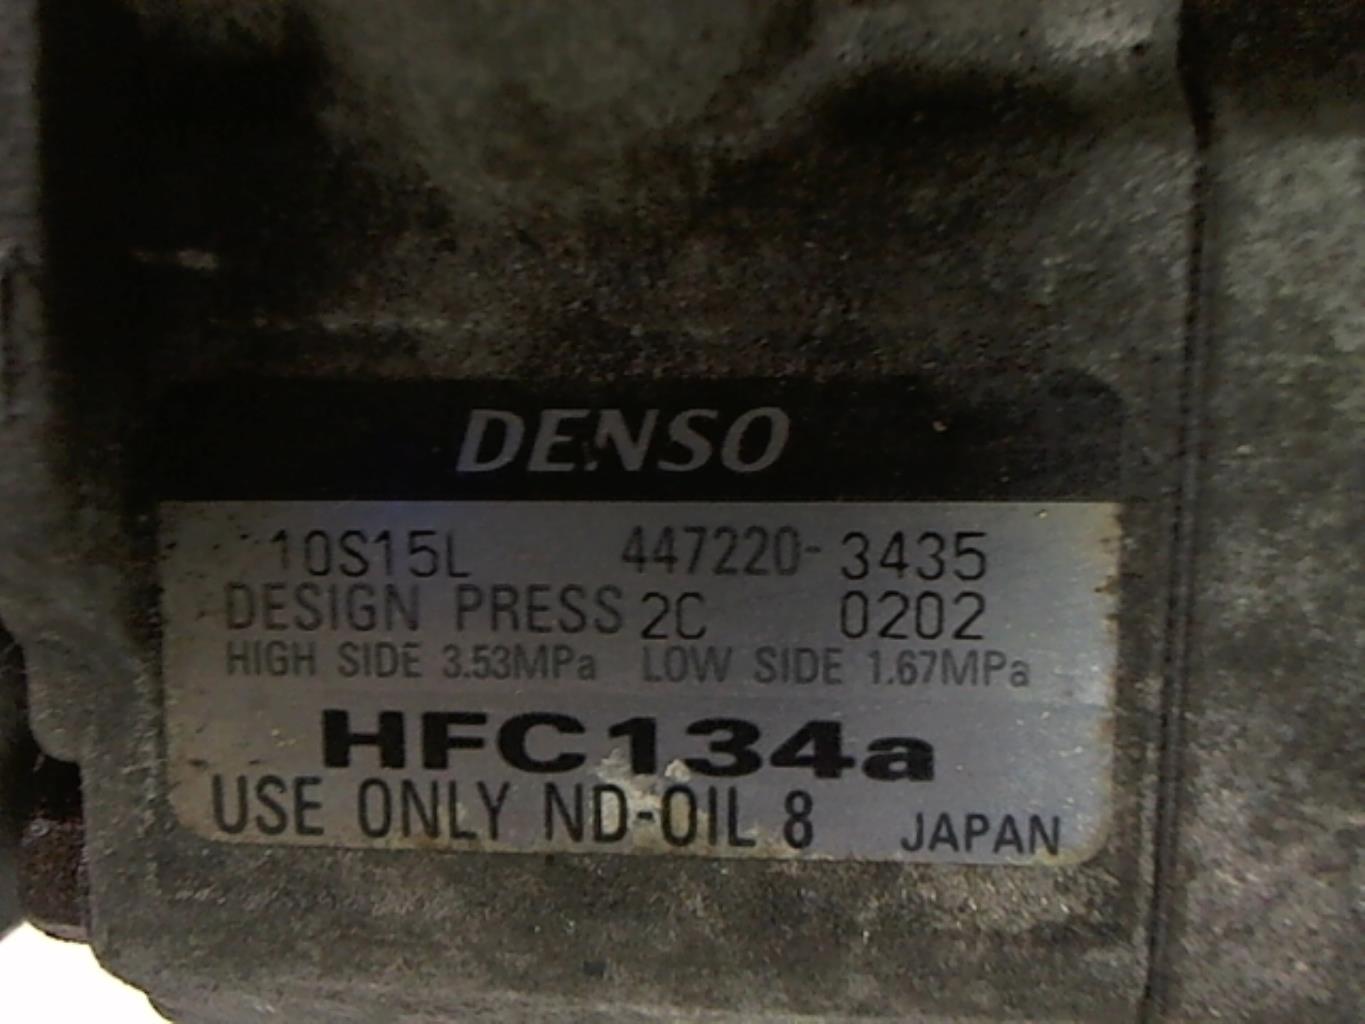 DENSO
10S15L 447220-3435
DESIGN PRESS 2C 0202
HIGH SIDE 3.53MPa LOW SIDE 1.67MPa
HFC134a
USE ONLY ND-OIL 8 JAPAN